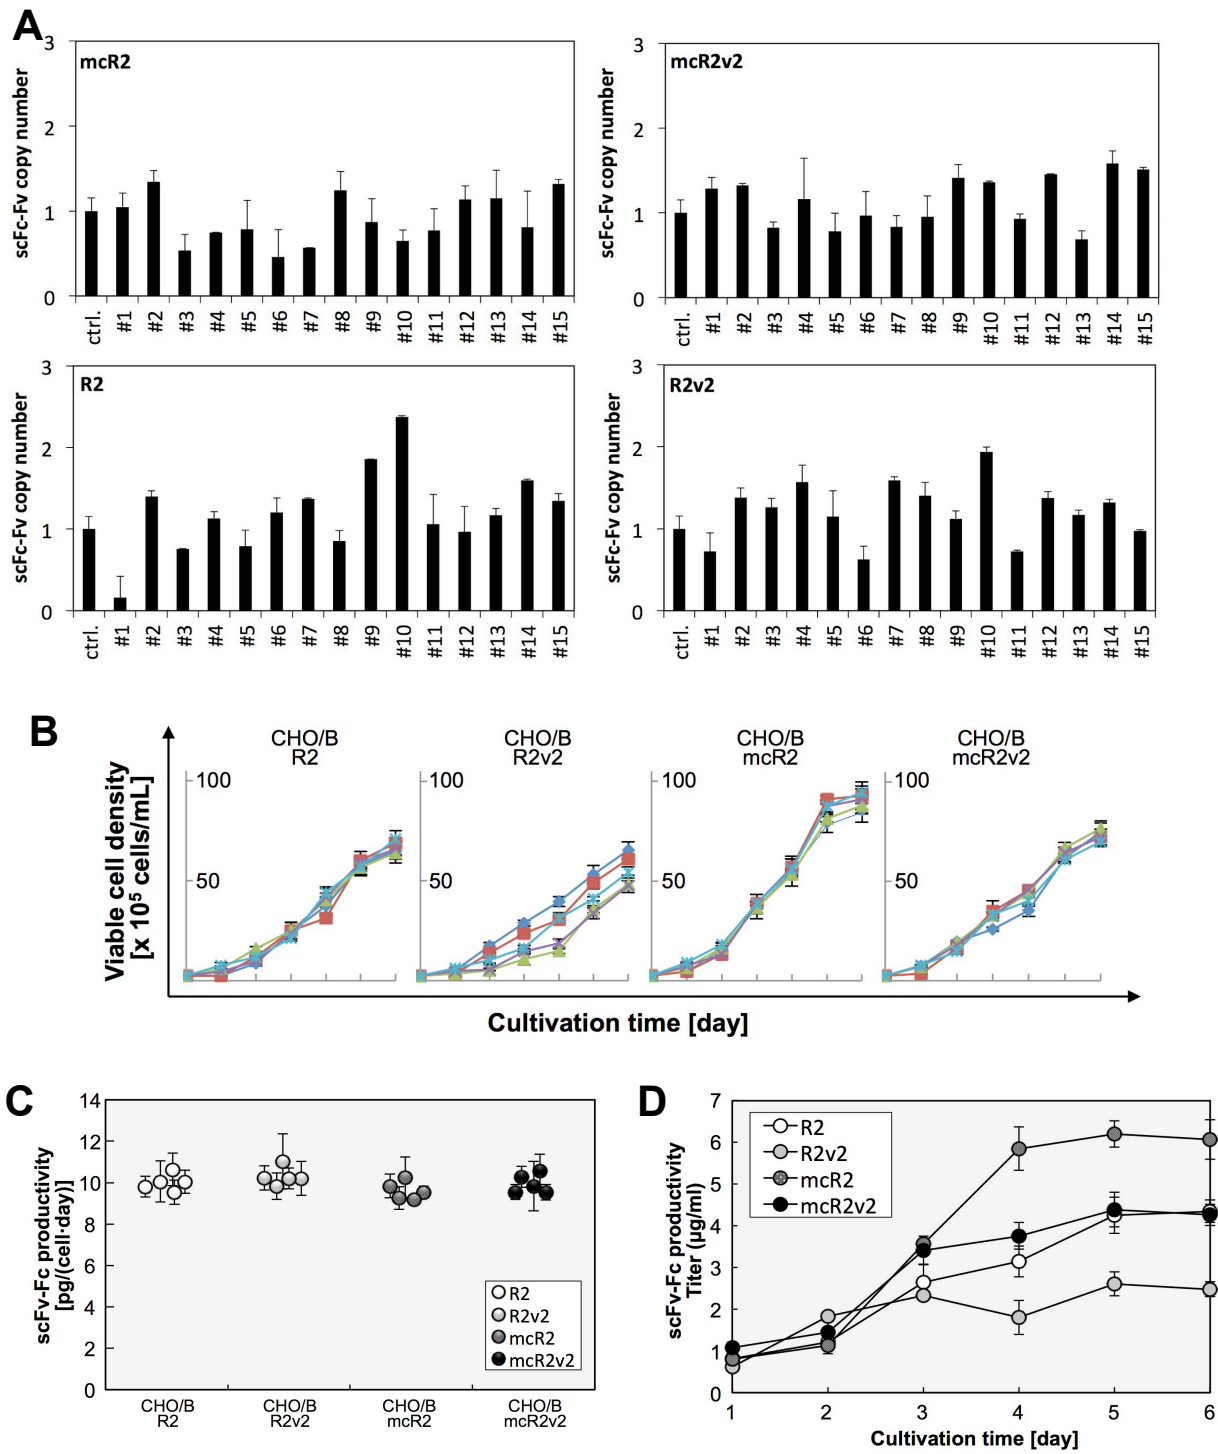 A
3
2
1
0
scFc-Fv copy number
mcR2
ctrl.
#1
#2
#3
#4
#5
#6
#7
#8
#9
#10
#11
#12
#13
#14
#15
3
2
1
0
scFc-Fv copy number
mcR2v2
ctrl.
#1
#2
#3
#4
#5
#6
#7
#8
#9
#10
#11
#12
#13
#14
#15
3
2
1
0
scFc-Fv copy number
R2
ctrl.
#1
#2
#3
#4
#5
#6
#7
#8
#9
#10
#11
#12
#13
#14
#15
3
2
1
0
scFc-Fv copy number
R2v2
ctrl.
#1
#2
#3
#4
#5
#6
#7
#8
#9
#10
#11
#12
#13
#14
#15
B
Viable cell density
[x 10⁵ cells/mL]
CHO/B
R2
100
50
CHO/B
R2v2
100
50
CHO/B
mcR2
100
50
CHO/B
mcR2v2
100
50
Cultivation time [day]
C
scFv-Fc productivity
[pg/(cell·day)]
14
12
10
8
6
4
2
0
R2
R2v2
mcR2
mcR2v2
CHO/B
R2
CHO/B
R2v2
CHO/B
mcR2
CHO/B
mcR2v2
D
scFv-Fc productivity
Titer (μg/ml)
7
6
5
4
3
2
1
0
R2
R2v2
mcR2
mcR2v2
1
2
3
4
5
6
Cultivation time [day]